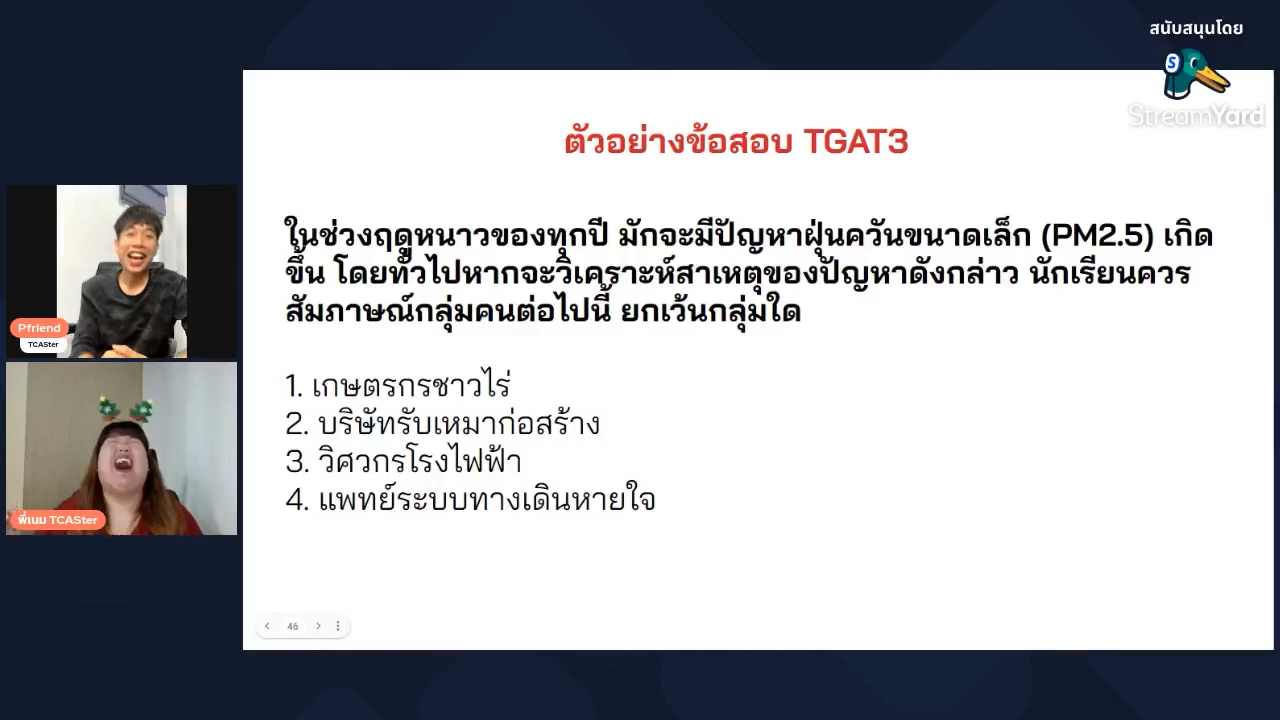 สนับสนุนโดย
S
StreamYard
ตัวอย่างข้อสอบ TGAT3
ในช่วงฤดูหนาวของทุกปี มักจะมีปัญหาฝุ่นควันขนาดเล็ก (PM2.5) เกิด
ขึ้น โดยทั่วไปหากจะวิเคราะห์สาเหตุของปัญหาดังกล่าว นักเรียนควร
สัมภาษณ์กลุ่มคนต่อไปนี้ ยกเว้นกลุ่มใด
1. เกษตรกรชาวไร่
2. บริษัทรับเหมาก่อสร้าง
3. วิศวกรโรงไฟฟ้า
4. แพทย์ระบบทางเดินหายใจ
Pfriend
TCASter
พี่เนม TCASter
46